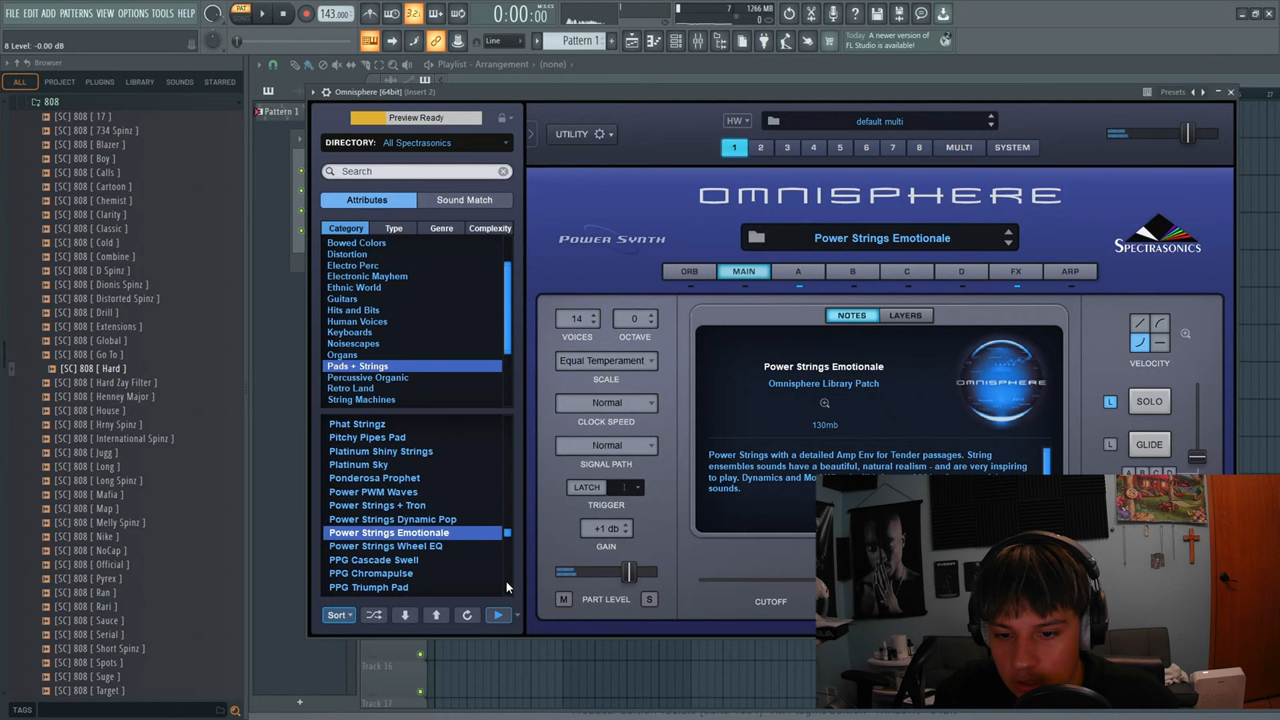 FILE EDIT ADD PATTERNS VIEW OPTIONS TOOLS HELP
PAT
SONG
143.000
3.2
0:00:00
M:S:CS
7
1266 MB
0
8 Level: -0.00 dB
Line
Pattern 1
Today A newer version of
FL Studio is available!
Browser
Playlist - Arrangement
(none)
ALL
PROJECT
PLUGINS
LIBRARY
SOUNDS
STARRED
808
[SC] 808 [ 17 ]
[SC] 808 [ 734 Spinz ]
[SC] 808 [ Blazer ]
[SC] 808 [ Boy ]
[SC] 808 [ Calls ]
[SC] 808 [ Cartoon ]
[SC] 808 [ Chemist ]
[SC] 808 [ Clarity ]
[SC] 808 [ Classic ]
[SC] 808 [ Cold ]
[SC] 808 [ Combine ]
[SC] 808 [ D Spinz ]
[SC] 808 [ Dionis Spinz ]
[SC] 808 [ Distorted Spinz ]
[SC] 808 [ Drill ]
[SC] 808 [ Extensions ]
[SC] 808 [ Global ]
[SC] 808 [ Go To ]
[SC] 808 [ Hard ]
[SC] 808 [ Hard Zay Filter ]
[SC] 808 [ Henney Major ]
[SC] 808 [ House ]
[SC] 808 [ Hrny Spinz ]
[SC] 808 [ International Spinz ]
[SC] 808 [ Jugg ]
[SC] 808 [ Long ]
[SC] 808 [ Long Spinz ]
[SC] 808 [ Mafia ]
[SC] 808 [ Map ]
[SC] 808 [ Melly Spinz ]
[SC] 808 [ Nike ]
[SC] 808 [ NoCap ]
[SC] 808 [ Official ]
[SC] 808 [ Pyrex ]
[SC] 808 [ Ran ]
[SC] 808 [ Rari ]
[SC] 808 [ Sauce ]
[SC] 808 [ Serial ]
[SC] 808 [ Short Spinz ]
[SC] 808 [ Spots ]
[SC] 808 [ Suge ]
[SC] 808 [ Target ]
TAGS
Pattern 1
27
Track 16
Track 17
Omnisphere [64bit] (Insert 2)
Presets
Preview Ready
DIRECTORY: All Spectrasonics
Search
Attributes
Sound Match
Category
Type
Genre
Complexity
Bowed Colors
Distortion
Electro Perc
Electronic Mayhem
Ethnic World
Guitars
Hits and Bits
Human Voices
Keyboards
Noisescapes
Organs
Pads + Strings
Percussive Organic
Retro Land
String Machines
Phat Stringz
Pitchy Pipes Pad
Platinum Shiny Strings
Platinum Sky
Ponderosa Prophet
Power PWM Waves
Power Strings + Tron
Power Strings Dynamic Pop
Power Strings Emotionale
Power Strings Wheel EQ
PPG Cascade Swell
PPG Chromapulse
PPG Triumph Pad
Sort
UTILITY
HW
default multi
1 2 3 4 5 6 7 8 MULTI SYSTEM
OMNISPHERE
POWER SYNTH
Power Strings Emotionale
SPECTRASONICS
ORB MAIN A B C D FX ARP
14
VOICES
0
OCTAVE
Equal Temperament
SCALE
Normal
CLOCK SPEED
Normal
SIGNAL PATH
LATCH
1
TRIGGER
+1 db
GAIN
M
PART LEVEL
S
NOTES
LAYERS
Power Strings Emotionale
Omnisphere Library Patch
130mb
OMNISPHERE
Power Strings with a detailed Amp Env for Tender passages. String
ensembles sounds have a beautiful, natural realism - and are very inspiring
to play. Dynamics and Mo
sounds.
CUTOFF
VELOCITY
L
SOLO
L
GLIDE
A B C D